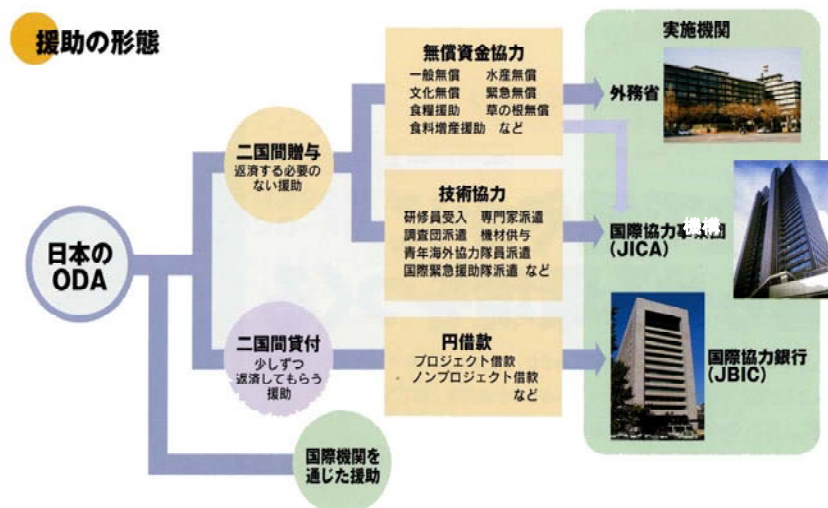 援助の形態
日本の
ODA
二国間贈与
返済する必要の
ない援助
二国間貸付
少しずつ
返済してもらう
援助
国際機関を
通じた援助
無償資金協力
一般無償 水産無償
文化無償 緊急無償
食糧援助 草の根無償
食料増産援助 など
技術協力
研修員受入 専門家派遣
調査団派遣 機材供与
青年海外協力隊員派遣
国際緊急援助隊派遣 など
円借款
プロジェクト借款
ノンプロジェクト借款
など
実施機関
外務省
国際協力機構
(JICA)
国際協力銀行
(JBIC)